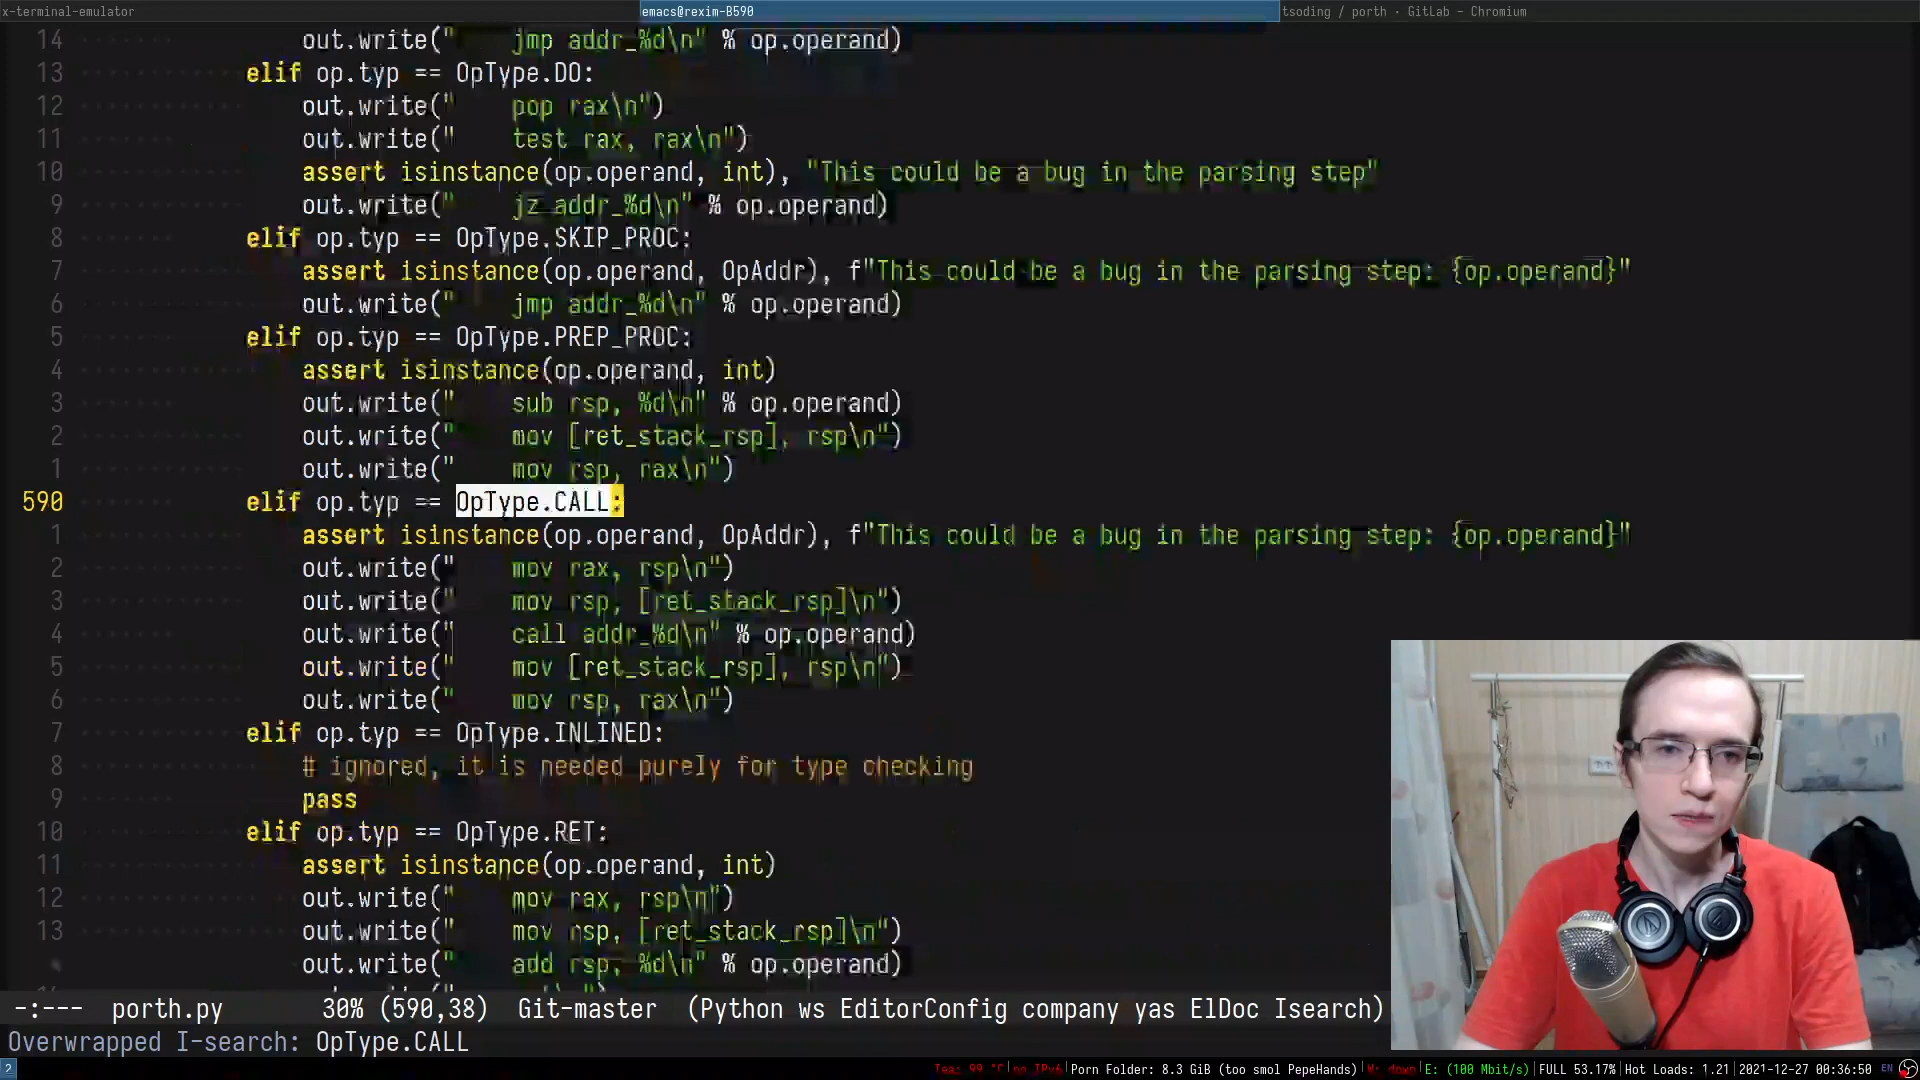 x-terminal-emulator emacs@rexim-B590 tsoding / porth · GitLab - Chromium
14 out.write("    jmp addr_%d\n" % op.operand)
13 elif op.typ == OpType.DO:
12 out.write("    pop rax\n")
11 out.write("    test rax, rax\n")
10 assert isinstance(op.operand, int), "This could be a bug in the parsing step"
9 out.write("    jz addr_%d\n" % op.operand)
8 elif op.typ == OpType.SKIP_PROC:
7 assert isinstance(op.operand, OpAddr), f"This could be a bug in the parsing step: {op.operand}"
6 out.write("    jmp addr_%d\n" % op.operand)
5 elif op.typ == OpType.PREP_PROC:
4 assert isinstance(op.operand, int)
3 out.write("    sub rsp, %d\n" % op.operand)
2 out.write("    mov [ret_stack_rsp], rsp\n")
1 out.write("    mov rsp, rax\n")
590 elif op.typ == OpType.CALL:
1 assert isinstance(op.operand, OpAddr), f"This could be a bug in the parsing step: {op.operand}"
2 out.write("    mov rax, rsp\n")
3 out.write("    mov rsp, [ret_stack_rsp]\n")
4 out.write("    call addr_%d\n" % op.operand)
5 out.write("    mov [ret_stack_rsp], rsp\n")
6 out.write("    mov rsp, rax\n")
7 elif op.typ == OpType.INLINED:
8 # ignored, it is needed purely for type checking
9 pass
10 elif op.typ == OpType.RET:
11 assert isinstance(op.operand, int)
12 out.write("    mov rax, rsp\n")
13 out.write("    mov rsp, [ret_stack_rsp]\n")
out.write("    add rsp, %d\n" % op.operand)
-:--- porth.py 30% (590,38) Git-master (Python ws EditorConfig company yas ElDoc Isearch)
Overwrapped I-search: OpType.CALL
2 Tea: 99 °C|no IPv6|Porn Folder: 8.3 GiB (too smol PepeHands)|W: down|E: (100 Mbit/s)|FULL 53.17%|Hot Loads: 1.21|2021-12-27 00:36:50 EN